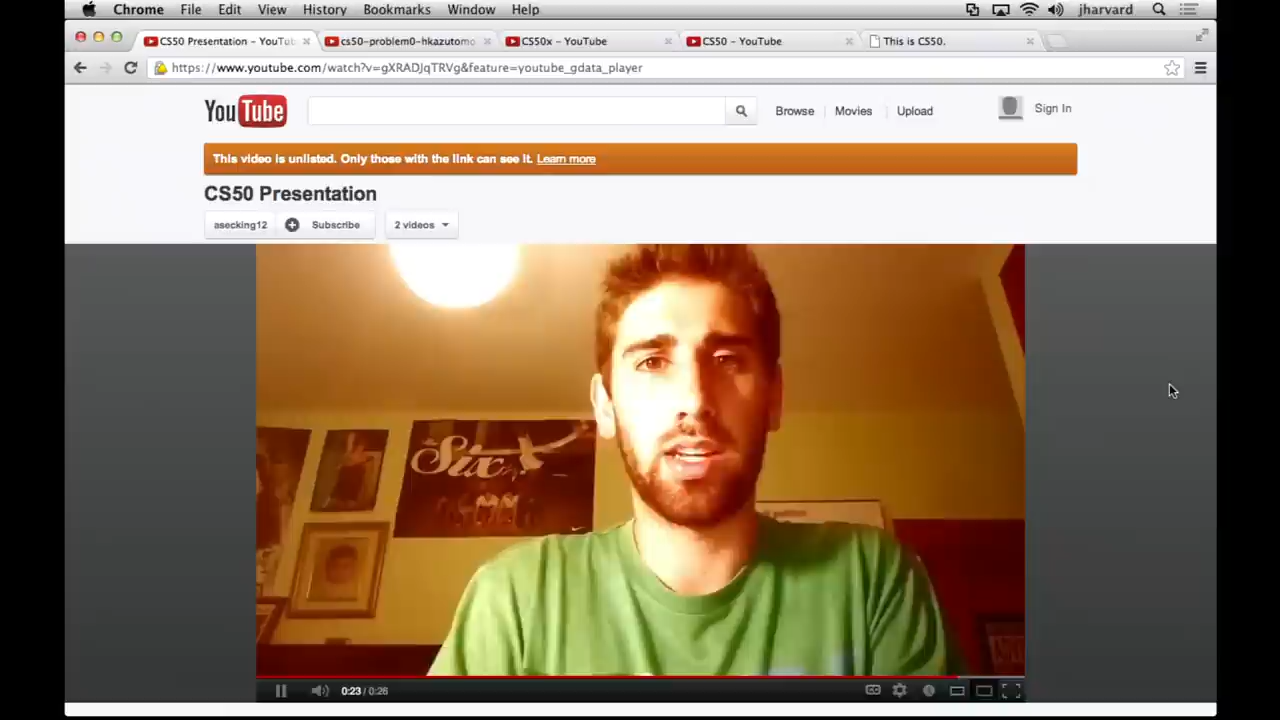 Chrome File Edit View History Bookmarks Window Help jharvard
CS50 Presentation – YouTub cs50-problem0-hkazutomo CS50x – YouTube CS50 – YouTube This is CS50.
https://www.youtube.com/watch?v=gXRADJqTRVg&feature=youtube_gdata_player
YouTube Browse Movies Upload Sign In
This video is unlisted. Only those with the link can see it. Learn more
CS50 Presentation
asecking12 Subscribe 2 videos
Six
0:23 / 0:26